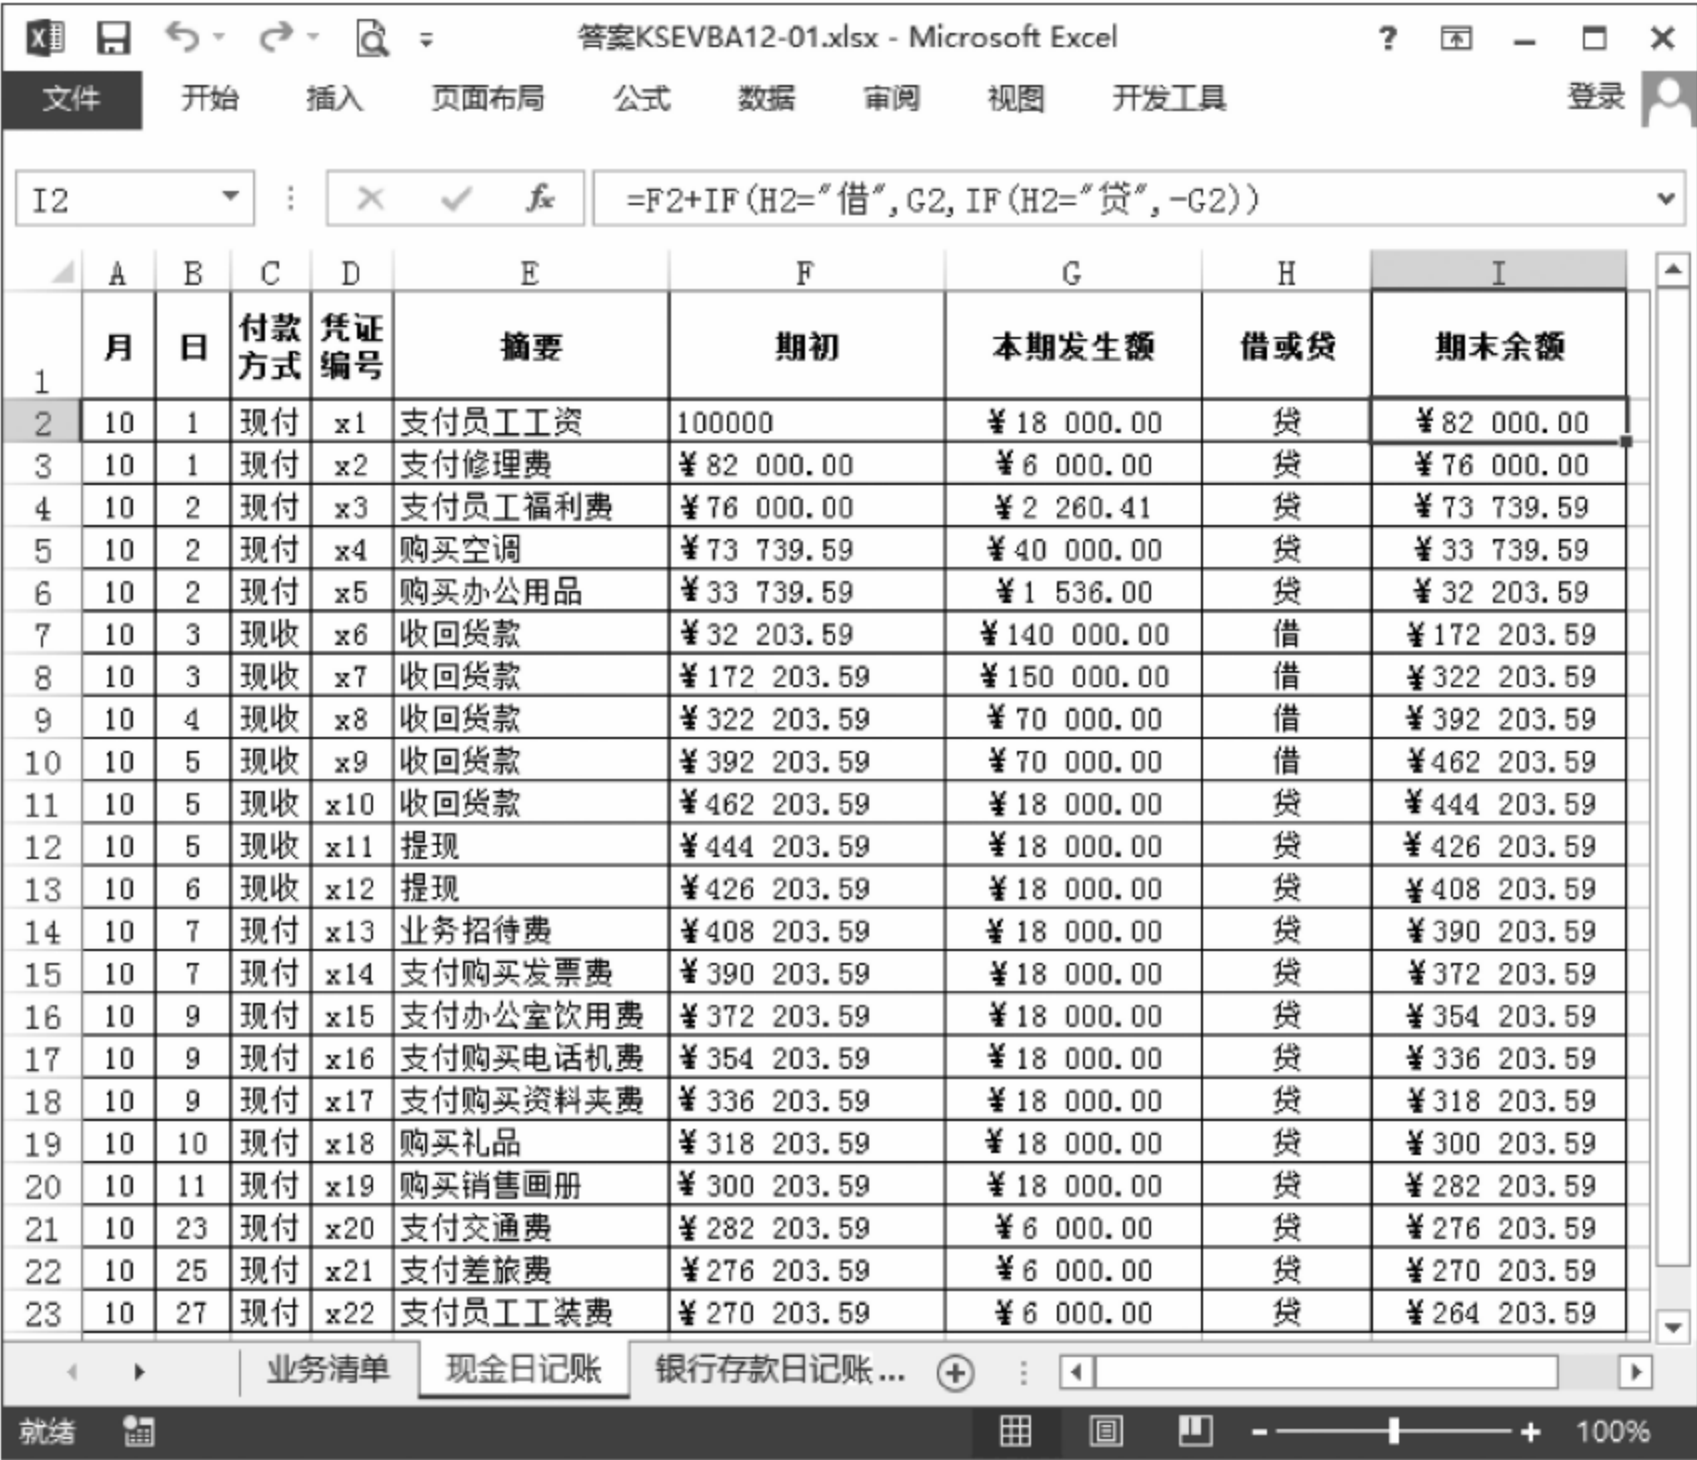 答案KSEVBA12-01.xlsx - Microsoft Excel
文件 开始 插入 页面布局 公式 数据 审阅 视图 开发工具 登录
I2 fx =F2+IF(H2="借",G2,IF(H2="贷",-G2))
A B C D E F G H I
1 月 日 付款方式 凭证编号 摘要 期初 本期发生额 借或贷 期末余额
2 10 1 现付 x1 支付员工工资 100000 ¥18 000.00 贷 ¥82 000.00
3 10 1 现付 x2 支付修理费 ¥82 000.00 ¥6 000.00 贷 ¥76 000.00
4 10 2 现付 x3 支付员工福利费 ¥76 000.00 ¥2 260.41 贷 ¥73 739.59
5 10 2 现付 x4 购买空调 ¥73 739.59 ¥40 000.00 贷 ¥33 739.59
6 10 2 现付 x5 购买办公用品 ¥33 739.59 ¥1 536.00 贷 ¥32 203.59
7 10 3 现收 x6 收回货款 ¥32 203.59 ¥140 000.00 借 ¥172 203.59
8 10 3 现收 x7 收回货款 ¥172 203.59 ¥150 000.00 借 ¥322 203.59
9 10 4 现收 x8 收回货款 ¥322 203.59 ¥70 000.00 借 ¥392 203.59
10 10 5 现收 x9 收回货款 ¥392 203.59 ¥70 000.00 借 ¥462 203.59
11 10 5 现收 x10 收回货款 ¥462 203.59 ¥18 000.00 贷 ¥444 203.59
12 10 5 现收 x11 提现 ¥444 203.59 ¥18 000.00 贷 ¥426 203.59
13 10 6 现收 x12 提现 ¥426 203.59 ¥18 000.00 贷 ¥408 203.59
14 10 7 现付 x13 业务招待费 ¥408 203.59 ¥18 000.00 贷 ¥390 203.59
15 10 7 现付 x14 支付购买发票费 ¥390 203.59 ¥18 000.00 贷 ¥372 203.59
16 10 9 现付 x15 支付办公室饮用费 ¥372 203.59 ¥18 000.00 贷 ¥354 203.59
17 10 9 现付 x16 支付购买电话机费 ¥354 203.59 ¥18 000.00 贷 ¥336 203.59
18 10 9 现付 x17 支付购买资料夹费 ¥336 203.59 ¥18 000.00 贷 ¥318 203.59
19 10 10 现付 x18 购买礼品 ¥318 203.59 ¥18 000.00 贷 ¥300 203.59
20 10 11 现付 x19 购买销售画册 ¥300 203.59 ¥18 000.00 贷 ¥282 203.59
21 10 23 现付 x20 支付交通费 ¥282 203.59 ¥6 000.00 贷 ¥276 203.59
22 10 25 现付 x21 支付差旅费 ¥276 203.59 ¥6 000.00 贷 ¥270 203.59
23 10 27 现付 x22 支付员工工装费 ¥270 203.59 ¥6 000.00 贷 ¥264 203.59
业务清单 现金日记账 银行存款日记账 ...
就绪 100%